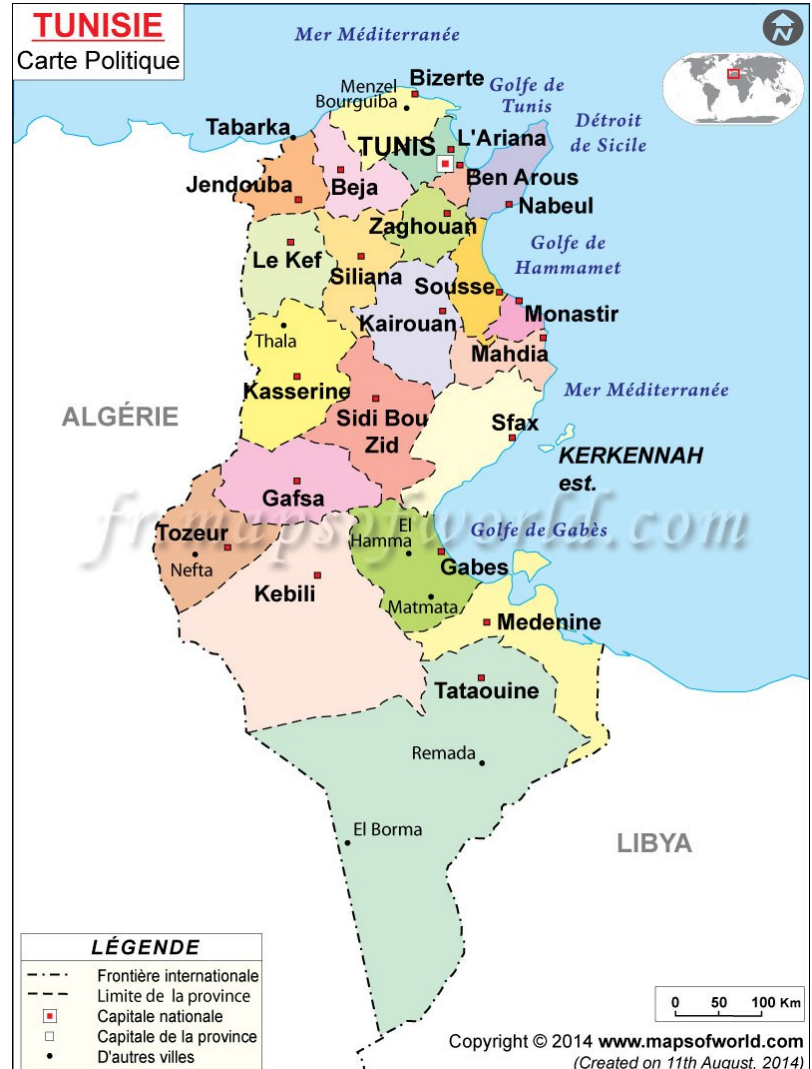 TUNISIE
Carte Politique
Mer Méditerranée
N
Menzel
Bourguiba
Bizerte
Golfe de
Tunis
Détroit
de Sicile
Tabarka
TUNIS
L'Ariana
Jendouba
Beja
Ben Arous
Nabeul
Zaghouan
Le Kef
Siliana
Golfe de
Hammamet
Sousse
Kairouan
Monastir
Thala
Mahdia
Kasserine
Mer Méditerranée
ALGÉRIE
Sidi Bou
Zid
Sfax
KERKENNAH
est.
Gafsa
fr.mapsofworld.com
Tozeur
Nefta
El
Hamma
Golfe de Gabès
Gabes
Kebili
Matmata
Medenine
Tataouine
Remada
El Borma
LIBYA
LÉGENDE
Frontière internationale
Limite de la province
Capitale nationale
Capitale de la province
D'autres villes
0 50 100 Km
Copyright © 2014 www.mapsofworld.com
(Created on 11th August, 2014)